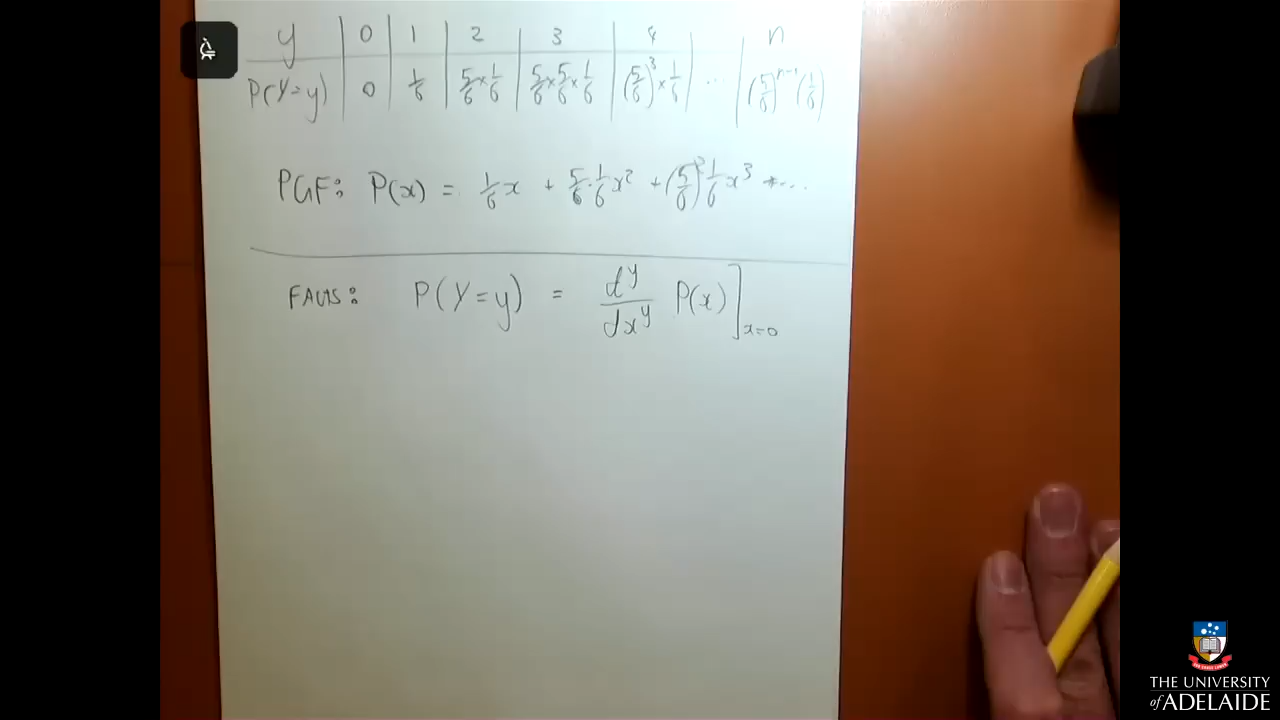 y | 0 | 1 | 2 | 3 | 4 | | n
P(Y=y) | 0 | 1/6 | 5/6 × 1/6 | 5/6 × 5/6 × 1/6 | (5/6)^3 × 1/6 | ... | (5/6)^{n-1} (1/6)
PGF: P(x) = 1/6 x + 5/6 · 1/6 x^2 + (5/6)^2 1/6 x^3 + ...
FACTS: P(Y=y) = d^y/dx^y P(x)]_{x=0}
THE UNIVERSITY
of ADELAIDE